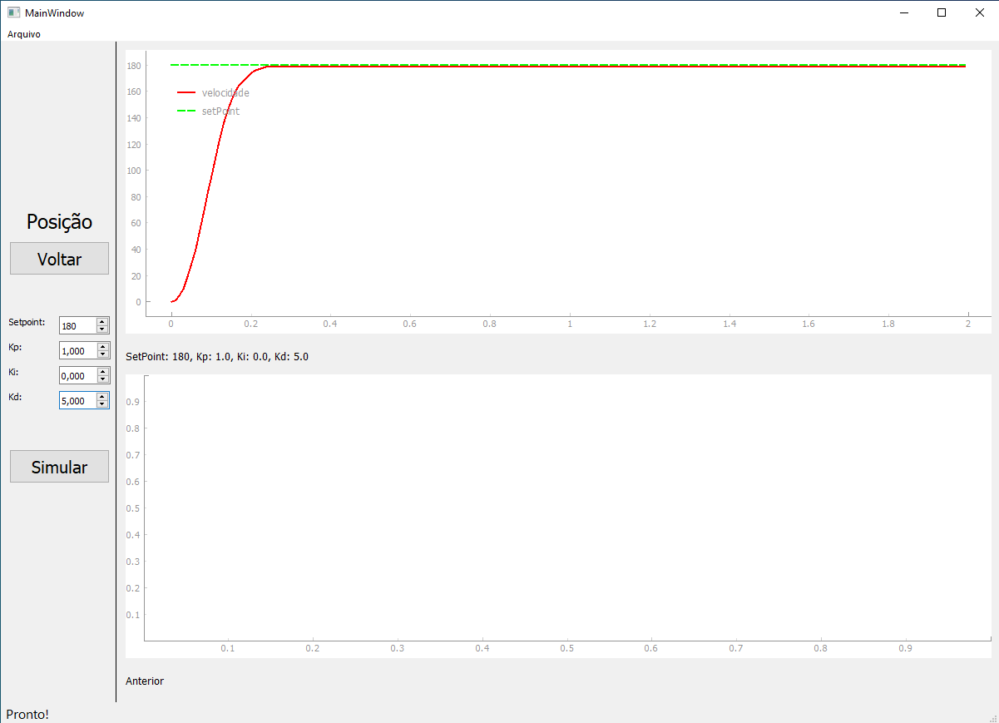 MainWindow
Arquivo
Posição
Voltar
Setpoint: 180
Kp: 1,000
Ki: 0,000
Kd: 5,000
Simular
180
160
140
120
100
80
60
40
20
0
velocidade
setPoint
0 0.2 0.4 0.6 0.8 1 1.2 1.4 1.6 1.8 2
SetPoint: 180, Kp: 1.0, Ki: 0.0, Kd: 5.0
0.9
0.8
0.7
0.6
0.5
0.4
0.3
0.2
0.1
0.1 0.2 0.3 0.4 0.5 0.6 0.7 0.8 0.9
Anterior
Pronto!